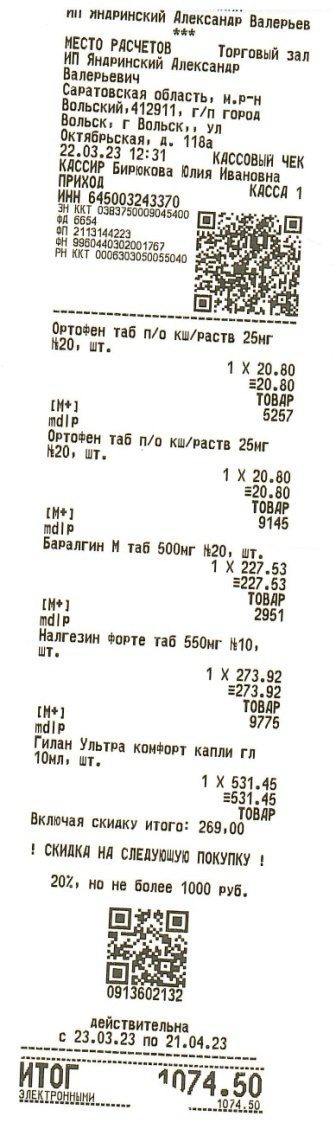 ИП Яндринский Александр Валерьев
***
МЕСТО РАСЧЕТОВ Торговый зал
ИП Яндринский Александр
Валерьевич
Саратовская область, м.р-н
Вольский,412911, г/п город
Вольск, г Вольск,, ул
Октябрьская, д. 118а
22.03.23 12:31 КАССОВЫЙ ЧЕК
КАССИР Бирюкова Юлия Ивановна
ПРИХОД КАССА 1
ИНН 645003243370
ЗН ККТ 03В3750009045400
ФД 6654
ФП 2113144223
ФН 9960440302001767
РН ККТ 0006303050055040
Ортофен таб п/о кш/раств 25мг
№20, шт.
1 X 20.80
≡20.80
ТОВАР
[M+] 5257
mdlp
Ортофен таб п/о кш/раств 25мг
№20, шт.
1 X 20.80
≡20.80
ТОВАР
[M+] 9145
mdlp
Баралгин М таб 500мг №20, шт.
1 X 227.53
≡227.53
ТОВАР
[M+] 2951
mdlp
Налгезин форте таб 550мг №10,
шт.
1 X 273.92
≡273.92
ТОВАР
[M+] 9775
mdlp
Гилан Ультра комфорт капли гл
10мл, шт.
1 X 531.45
≡531.45
ТОВАР
Включая скидку итого: 269,00
! СКИДКА НА СЛЕДУЮЩУЮ ПОКУПКУ !
20%, но не более 1000 руб.
0913602132
действительна
с 23.03.23 по 21.04.23
ИТОГ 1074.50
ЭЛЕКТРОННЫМИ 1074.50